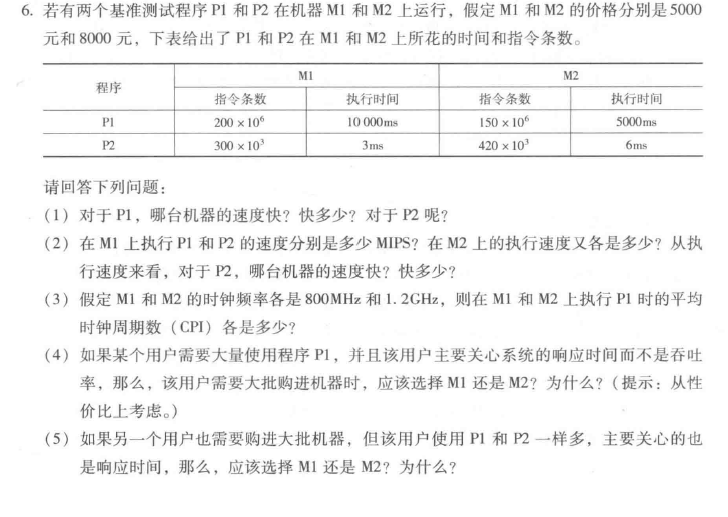 6. 若有两个基准测试程序 P1 和 P2 在机器 M1 和 M2 上运行，假定 M1 和 M2 的价格分别是5000
元和 8000 元，下表给出了 P1 和 P2 在 M1 和 M2 上所花的时间和指令条数。
程序 M1 M2
指令条数 执行时间 指令条数 执行时间
P1 200 × 10⁶ 10 000ms 150 × 10⁶ 5000ms
P2 300 × 10³ 3ms 420 × 10³ 6ms
请回答下列问题：
（1）对于 P1，哪台机器的速度快？快多少？对于 P2 呢？
（2）在 M1 上执行 P1 和 P2 的速度分别是多少 MIPS？在 M2 上的执行速度又各是多少？从执
行速度来看，对于 P2，哪台机器的速度快？快多少？
（3）假定 M1 和 M2 的时钟频率各是 800MHz 和 1. 2GHz，则在 M1 和 M2 上执行 P1 时的平均
时钟周期数（CPI）各是多少？
（4）如果某个用户需要大量使用程序 P1，并且该用户主要关心系统的响应时间而不是吞吐
率，那么，该用户需要大批购进机器时，应该选择 M1 还是 M2？为什么？（提示：从性
价比上考虑。）
（5）如果另一个用户也需要购进大批机器，但该用户使用 P1 和 P2 一样多，主要关心的也
是响应时间，那么，应该选择 M1 还是 M2？为什么？